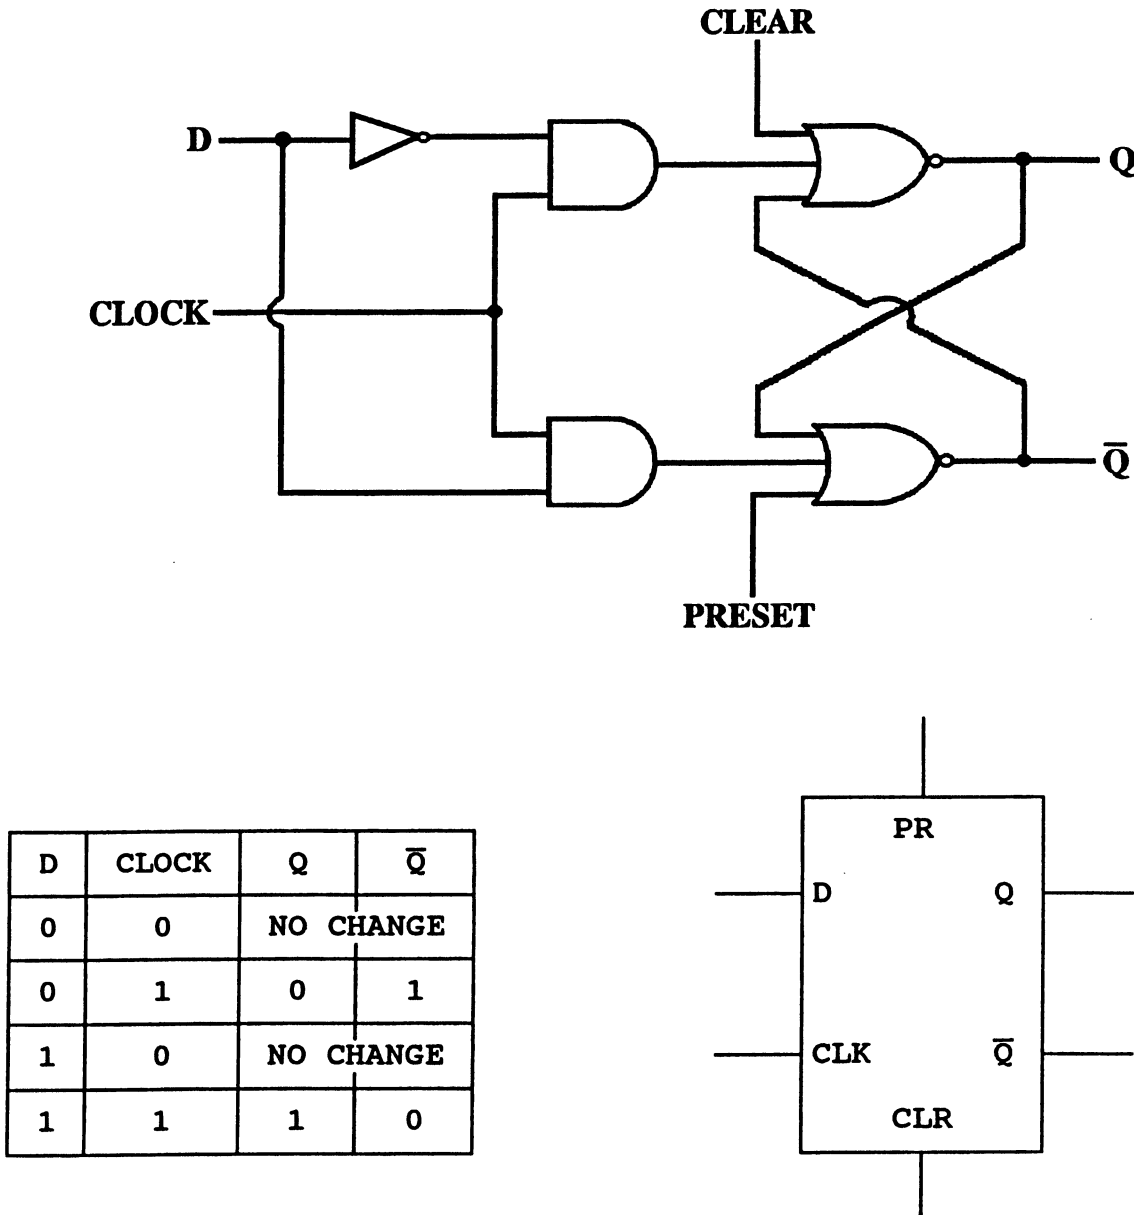 CLEAR
D
Q
CLOCK
Q̅
PRESET
D CLOCK Q Q̅
0 0 NO CHANGE
0 1 0 1
1 0 NO CHANGE
1 1 1 0
PR
D Q
CLK Q̅
CLR